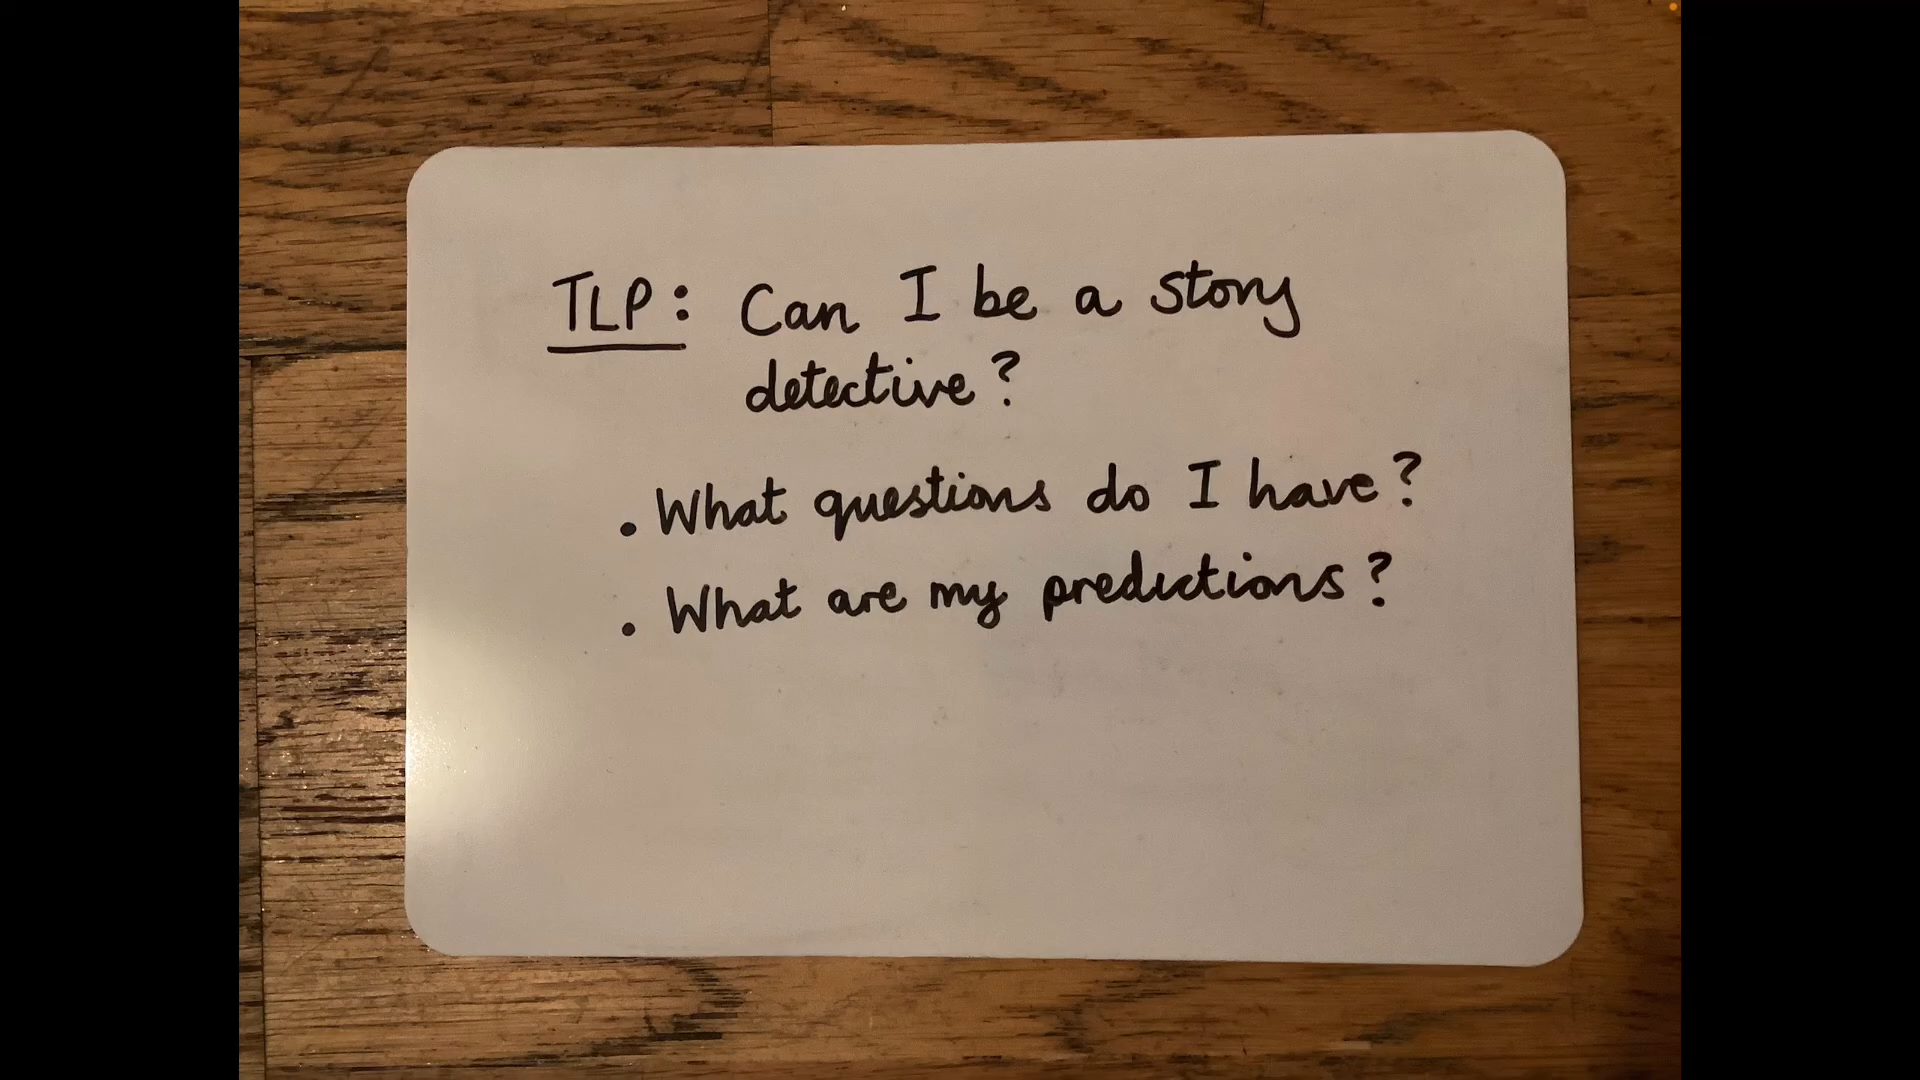 TLP: Can I be a story
detective?
• What questions do I have?
• What are my predictions?